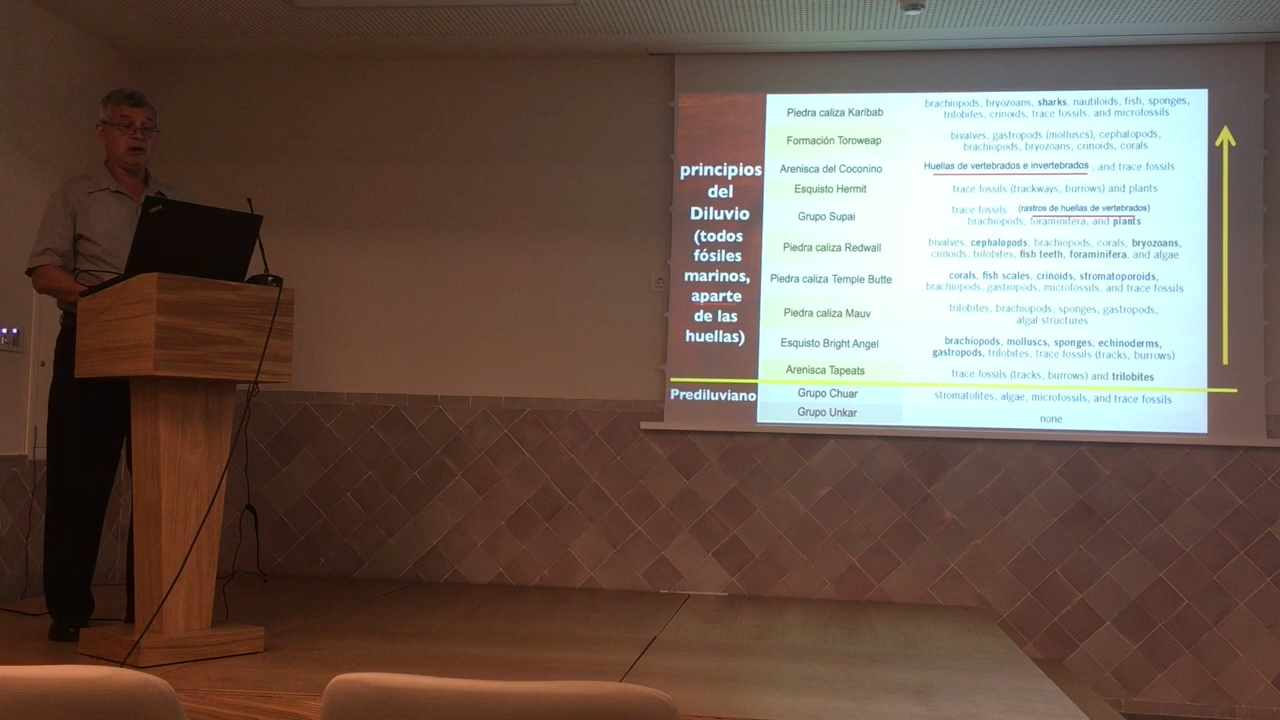 principios
del
Diluvio
(todos
fósiles
marinos,
aparte
de las
huellas)
Prediluviano
Piedra caliza Karibab
brachiopods, bryozoans, sharks, nautiloids, fish, sponges,
trilobites, crinoids, trace fossils, and microfossils
Formación Toroweap
bivalves, gastropods (molluscs), cephalopods,
brachiopods, bryozoans, crinoids, corals
Arenisca del Coconino
Huellas de vertebrados e invertebrados , and trace fossils
Esquisto Hermit
trace fossils (trackways, burrows) and plants
Grupo Supai
trace fossils (rastros de huellas de vertebrados)
brachiopods, foraminifera, and plants
Piedra caliza Redwall
bivalves, cephalopods, brachiopods, corals, bryozoans,
crinoids, trilobites, fish teeth, foraminifera, and algae
Piedra caliza Temple Butte
corals, fish scales, crinoids, stromatoporoids,
brachiopods, gastropods, microfossils, and trace fossils
Piedra caliza Mauv
trilobites, brachiopods, sponges, gastropods,
algal structures
Esquisto Bright Angel
brachiopods, molluscs, sponges, echinoderms,
gastropods, trilobites, trace fossils (tracks, burrows)
Arenisca Tapeats
trace fossils (tracks, burrows) and trilobites
Grupo Chuar
stromatolites, algae, microfossils, and trace fossils
Grupo Unkar
none